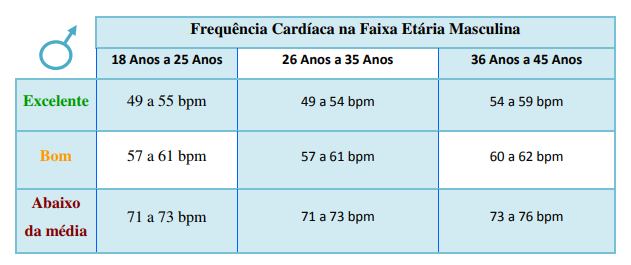 Frequência Cardíaca na Faixa Etária Masculina
18 Anos a 25 Anos 26 Anos a 35 Anos 36 Anos a 45 Anos
Excelente 49 a 55 bpm 49 a 54 bpm 54 a 59 bpm
Bom 57 a 61 bpm 57 a 61 bpm 60 a 62 bpm
Abaixo
da média 71 a 73 bpm 71 a 73 bpm 73 a 76 bpm